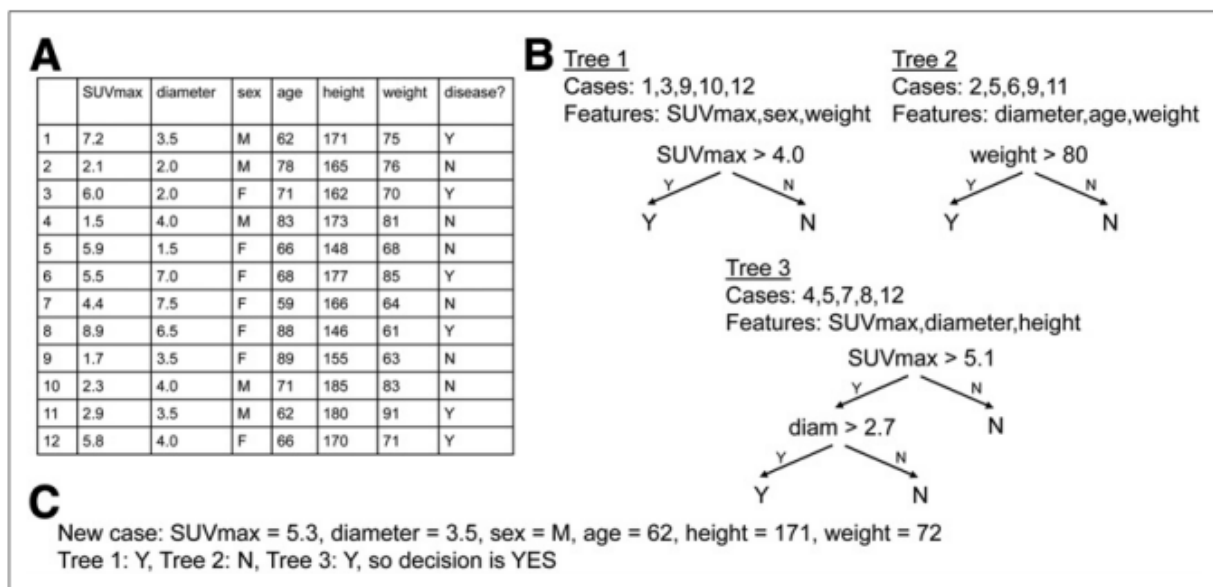 A
SUVmax diameter sex age height weight disease?
1 7.2 3.5 M 62 171 75 Y
2 2.1 2.0 M 78 165 76 N
3 6.0 2.0 F 71 162 70 Y
4 1.5 4.0 M 83 173 81 N
5 5.9 1.5 F 66 148 68 N
6 5.5 7.0 F 68 177 85 Y
7 4.4 7.5 F 59 166 64 N
8 8.9 6.5 F 88 146 61 Y
9 1.7 3.5 F 89 155 63 N
10 2.3 4.0 M 71 185 83 N
11 2.9 3.5 M 62 180 91 Y
12 5.8 4.0 F 66 170 71 Y
B
Tree 1
Cases: 1,3,9,10,12
Features: SUVmax,sex,weight
SUVmax > 4.0
Y N
Y N
Tree 2
Cases: 2,5,6,9,11
Features: diameter,age,weight
weight > 80
Y N
Y N
Tree 3
Cases: 4,5,7,8,12
Features: SUVmax,diameter,height
SUVmax > 5.1
Y N
diam > 2.7 N
Y N
Y N
C
New case: SUVmax = 5.3, diameter = 3.5, sex = M, age = 62, height = 171, weight = 72
Tree 1: Y, Tree 2: N, Tree 3: Y, so decision is YES